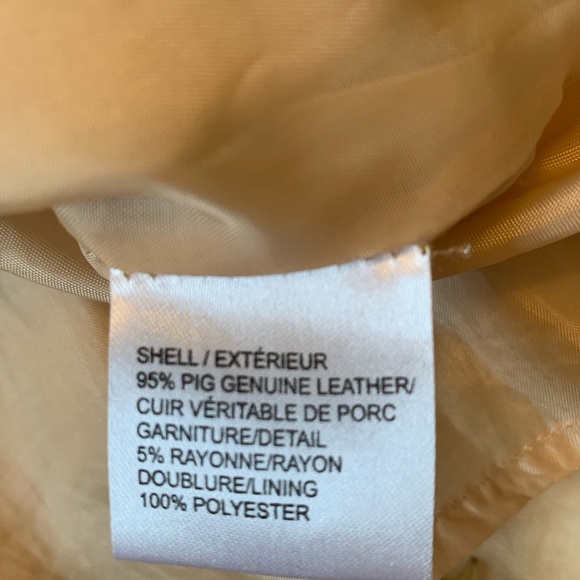 SHELL / EXTÉRIEUR
95% PIG GENUINE LEATHER/
CUIR VÉRITABLE DE PORC
GARNITURE/DETAIL
5% RAYONNE/RAYON
DOUBLURE/LINING
100% POLYESTER